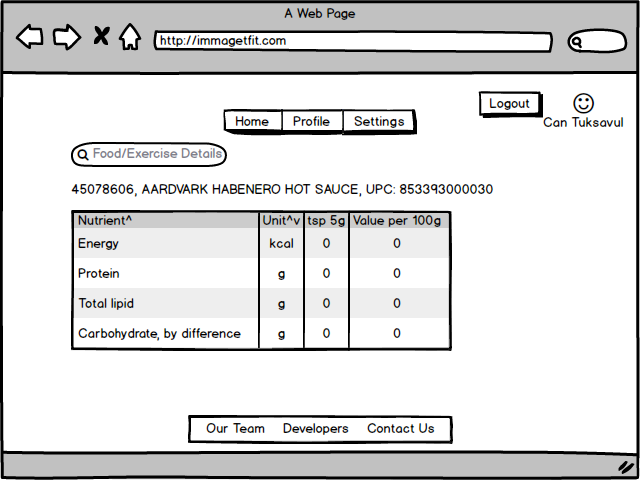 A Web Page
http://immagetfit.com
Logout
Can Tuksavul
Home Profile Settings
Food/Exercise Details
45078606, AARDVARK HABENERO HOT SAUCE, UPC: 853393000030
Nutrient^ Unit^v tsp 5g Value per 100g
Energy kcal 0 0
Protein g 0 0
Total lipid g 0 0
Carbohydrate, by difference g 0 0
Our Team Developers Contact Us